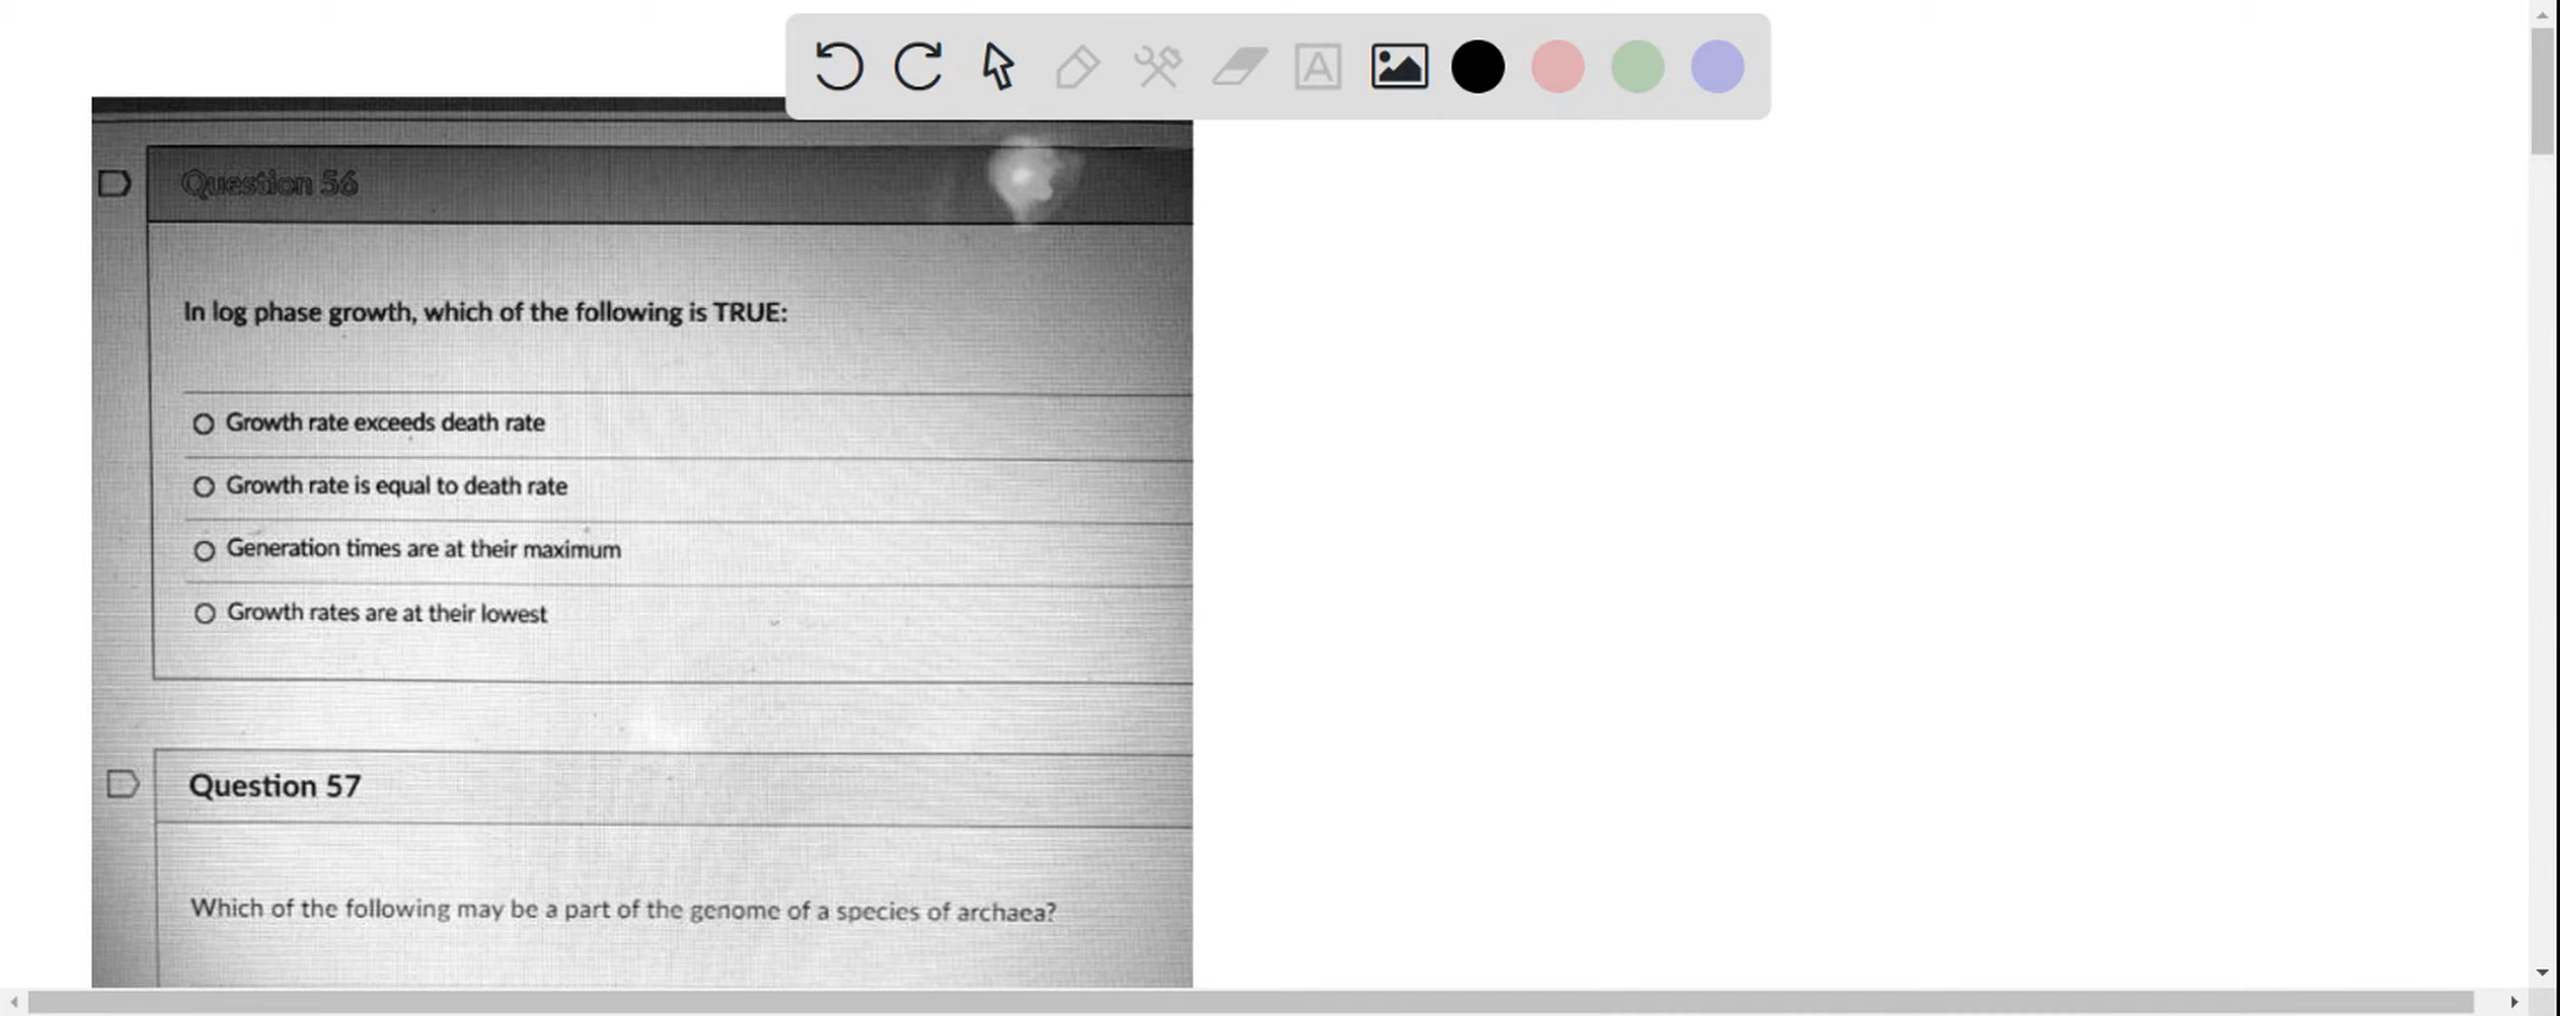 A
Question 56
In log phase growth, which of the following is TRUE:
Growth rate exceeds death rate
Growth rate is equal to death rate
Generation times are at their maximum
Growth rates are at their lowest
Question 57
Which of the following may be a part of the genome of a species of archaea?